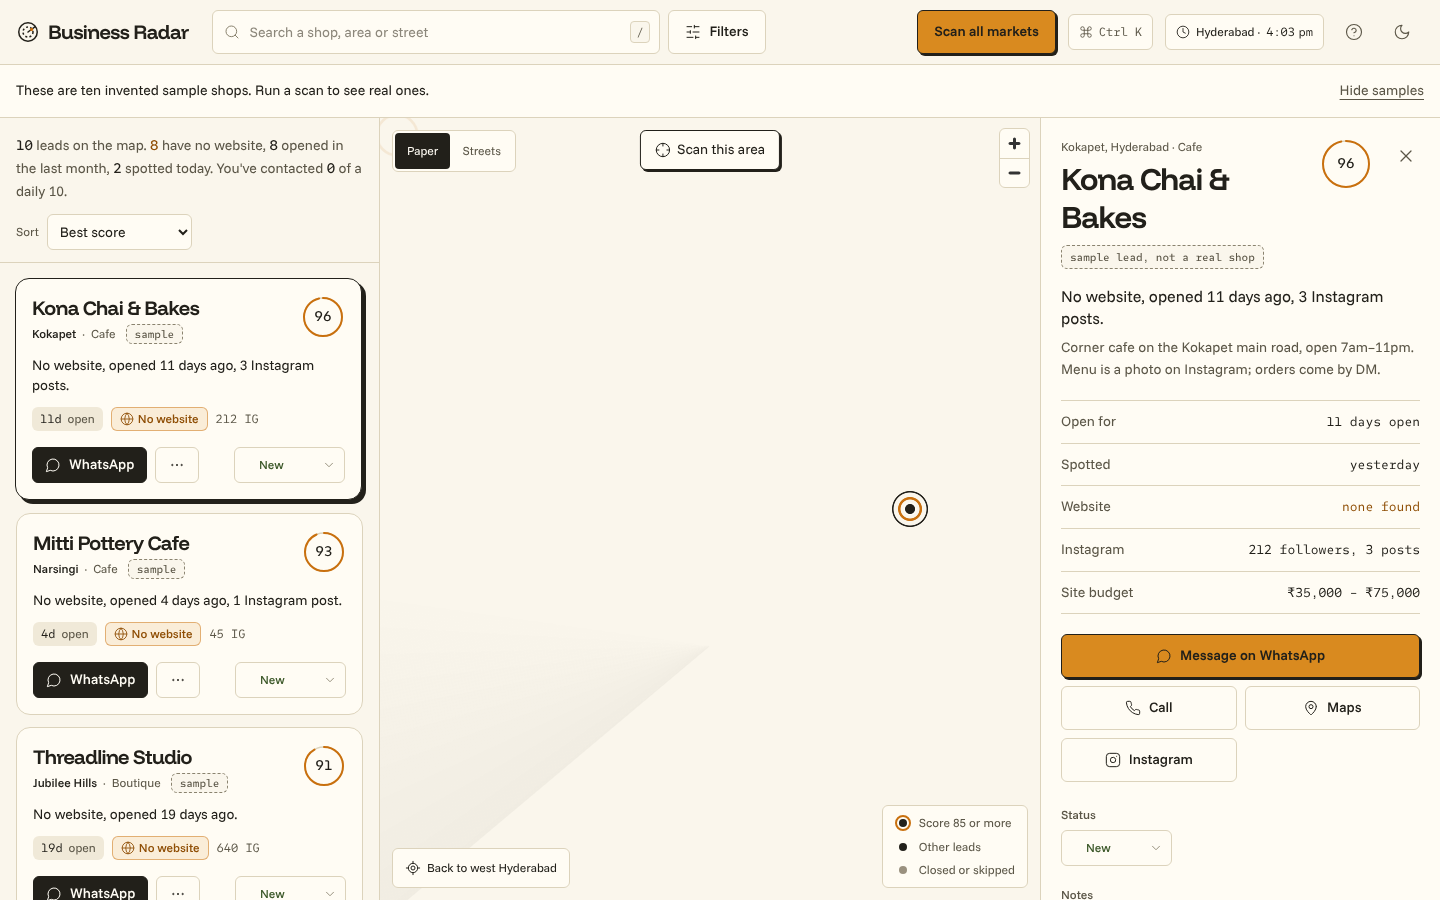 Business Radar
Search a shop, area or street
/
Filters
Scan all markets
⌘ Ctrl K
Hyderabad · 4:03 pm
These are ten invented sample shops. Run a scan to see real ones.
Hide samples
10 leads on the map. 8 have no website, 8 opened in
the last month, 2 spotted today. You've contacted 0 of a
daily 10.
Sort
Best score
Kona Chai & Bakes
96
Kokapet · Cafe
sample
No website, opened 11 days ago, 3 Instagram
posts.
11d open
No website
212 IG
WhatsApp
...
New
Mitti Pottery Cafe
93
Narsingi · Cafe
sample
No website, opened 4 days ago, 1 Instagram post.
4d open
No website
45 IG
WhatsApp
...
New
Threadline Studio
91
Jubilee Hills · Boutique
sample
No website, opened 19 days ago.
19d open
No website
640 IG
WhatsApp
...
New
Paper
Streets
Scan this area
+
−
Back to west Hyderabad
Score 85 or more
Other leads
Closed or skipped
Kokapet, Hyderabad · Cafe
96
Kona Chai &
Bakes
sample lead, not a real shop
No website, opened 11 days ago, 3 Instagram
posts.
Corner cafe on the Kokapet main road, open 7am–11pm.
Menu is a photo on Instagram; orders come by DM.
Open for
11 days open
Spotted
yesterday
Website
none found
Instagram
212 followers, 3 posts
Site budget
₹35,000 – ₹75,000
Message on WhatsApp
Call
Maps
Instagram
Status
New
Notes